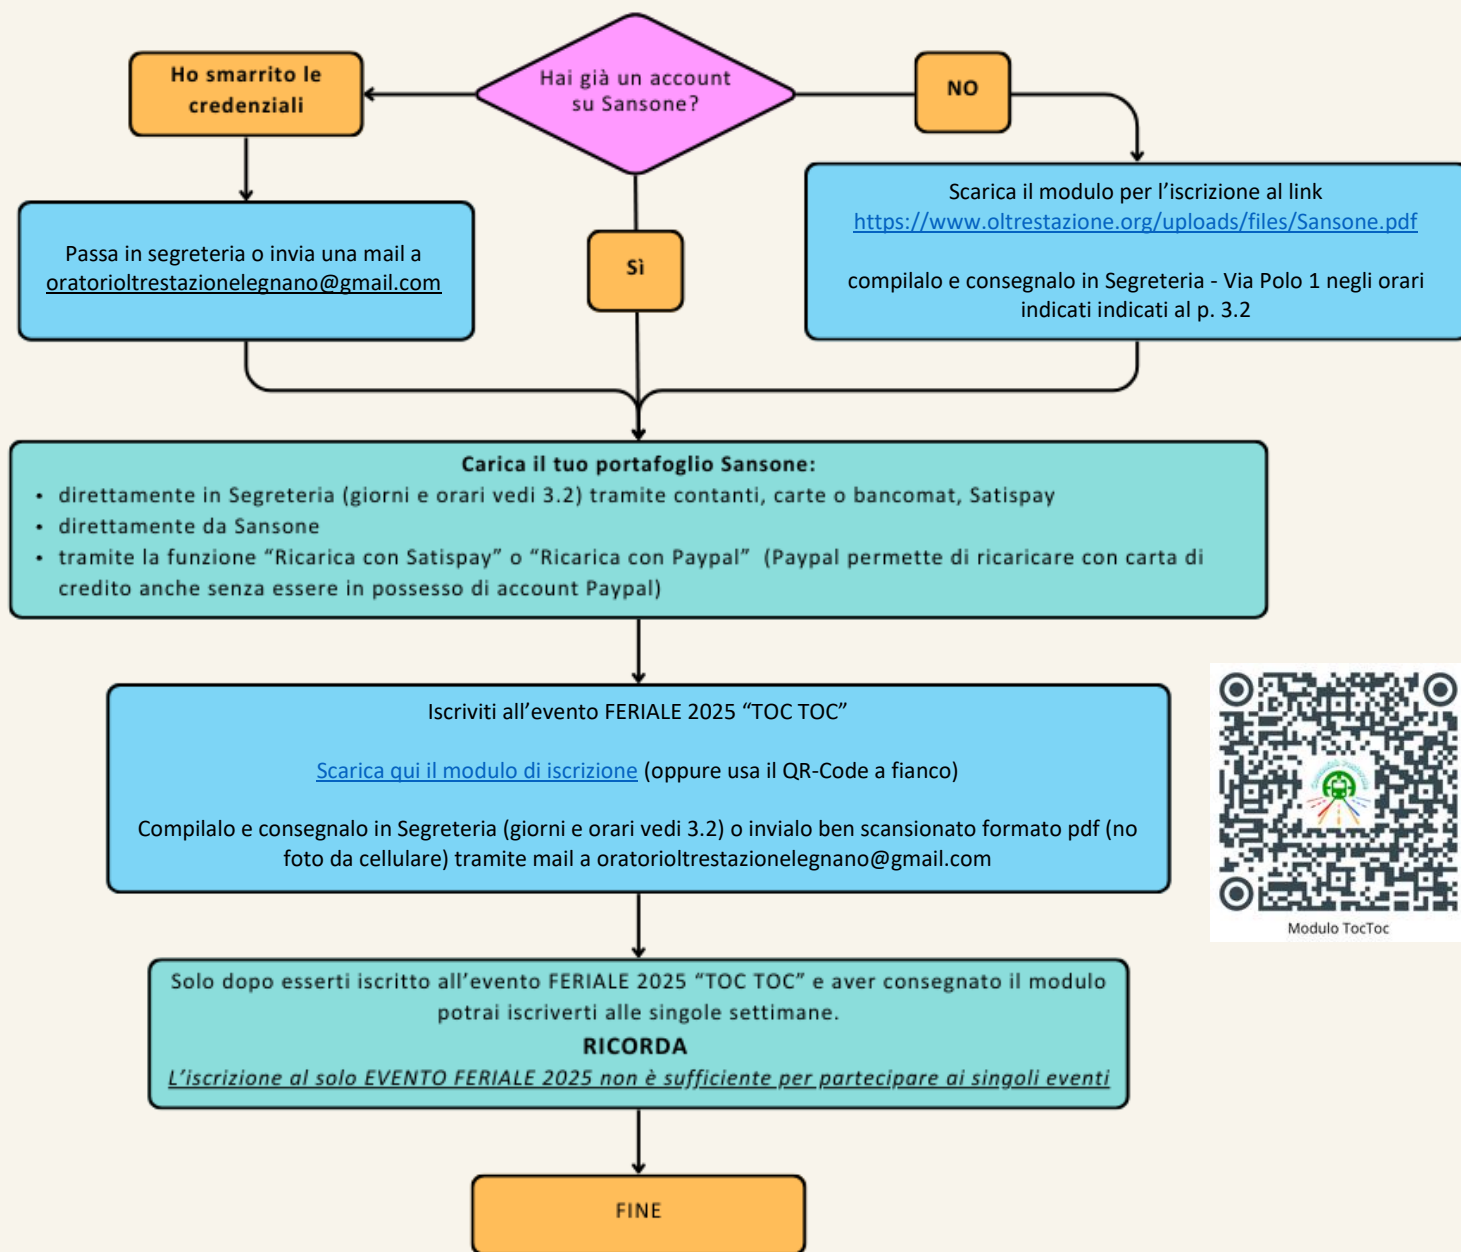 Hai già un account
su Sansone?
Ho smarrito le
credenziali
NO
Sì
Passa in segreteria o invia una mail a
oratorioltrestazionelegnano@gmail.com
Scarica il modulo per l’iscrizione al link
https://www.oltrestazione.org/uploads/files/Sansone.pdf
compilalo e consegnalo in Segreteria - Via Polo 1 negli orari
indicati indicati al p. 3.2
Carica il tuo portafoglio Sansone:
• direttamente in Segreteria (giorni e orari vedi 3.2) tramite contanti, carte o bancomat, Satispay
• direttamente da Sansone
• tramite la funzione “Ricarica con Satispay” o “Ricarica con Paypal” (Paypal permette di ricaricare con carta di
credito anche senza essere in possesso di account Paypal)
Iscriviti all’evento FERIALE 2025 “TOC TOC”
Scarica qui il modulo di iscrizione (oppure usa il QR-Code a fianco)
Compilalo e consegnalo in Segreteria (giorni e orari vedi 3.2) o invialo ben scansionato formato pdf (no
foto da cellulare) tramite mail a oratorioltrestazionelegnano@gmail.com
Modulo TocToc
Solo dopo esserti iscritto all’evento FERIALE 2025 “TOC TOC” e aver consegnato il modulo
potrai iscriverti alle singole settimane.
RICORDA
L’iscrizione al solo EVENTO FERIALE 2025 non è sufficiente per partecipare ai singoli eventi
FINE